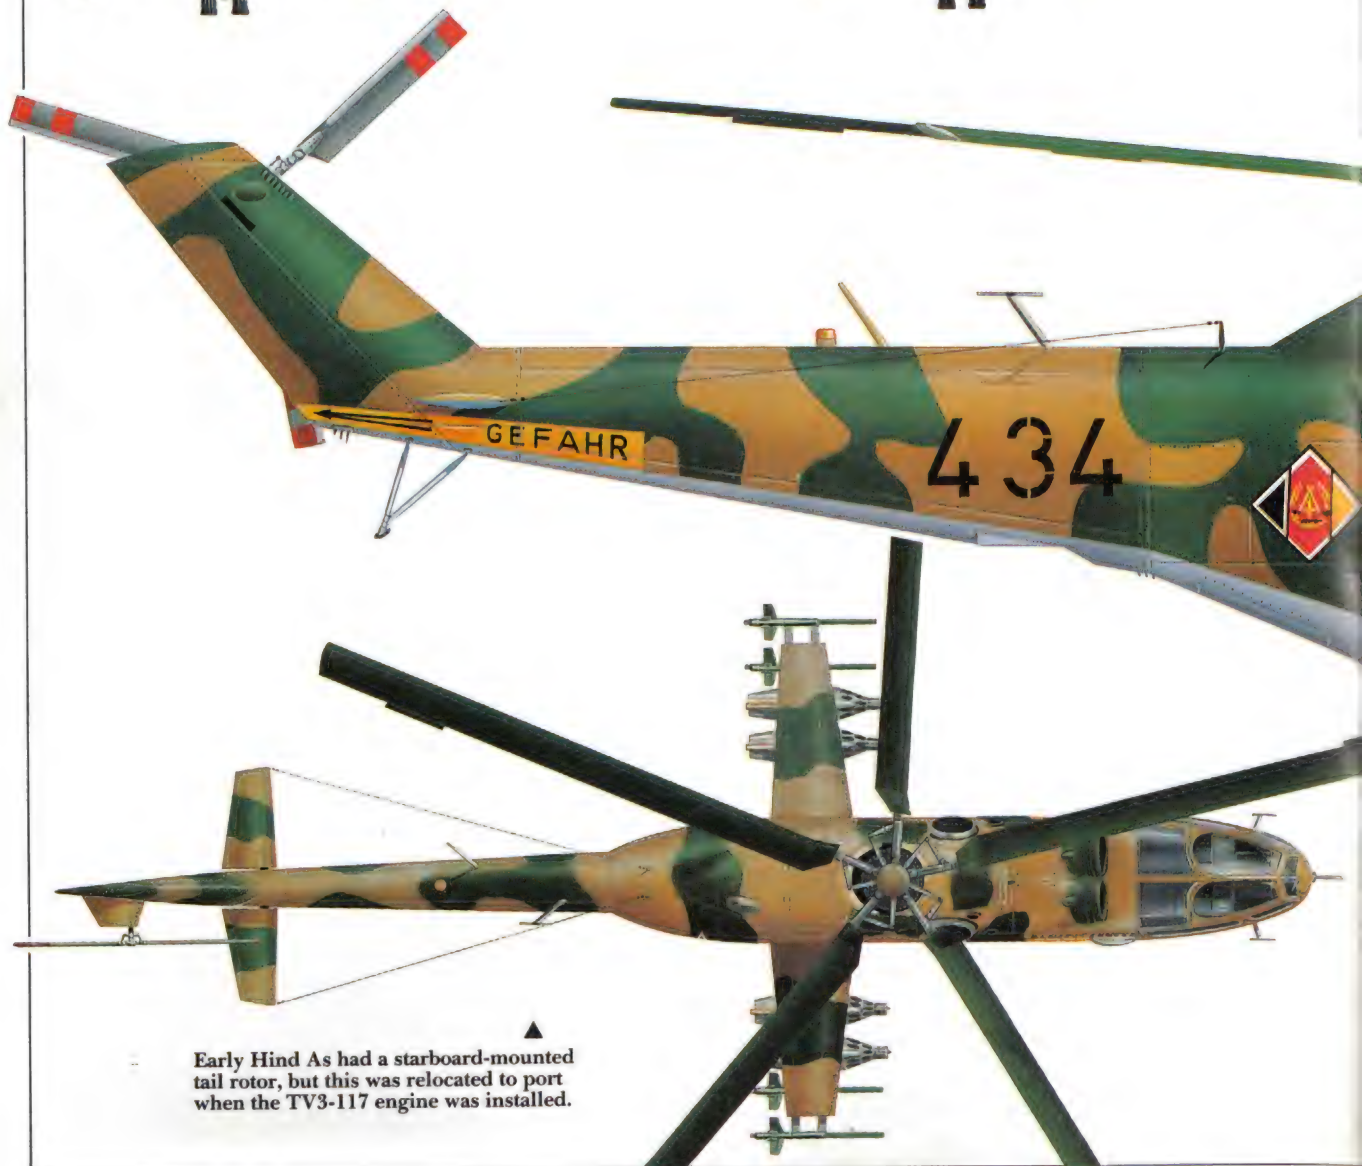 GEFAHR
434
Early Hind As had a starboard-mounted
tail rotor, but this was relocated to port
when the TV3-117 engine was installed.